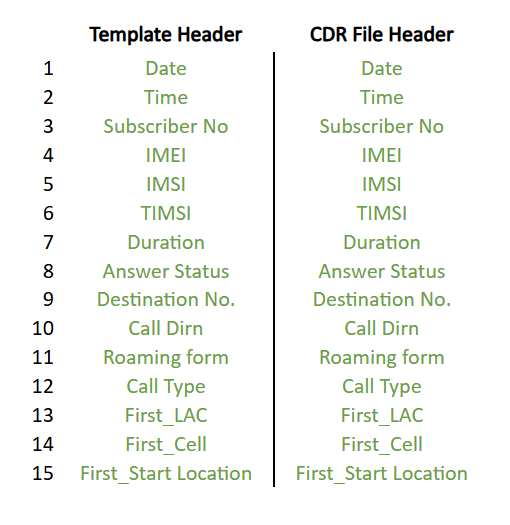 Template Header CDR File Header
1 Date Date
2 Time Time
3 Subscriber No Subscriber No
4 IMEI IMEI
5 IMSI IMSI
6 TIMSI TIMSI
7 Duration Duration
8 Answer Status Answer Status
9 Destination No. Destination No.
10 Call Dirn Call Dirn
11 Roaming form Roaming form
12 Call Type Call Type
13 First_LAC First_LAC
14 First_Cell First_Cell
15 First_Start Location First_Start Location